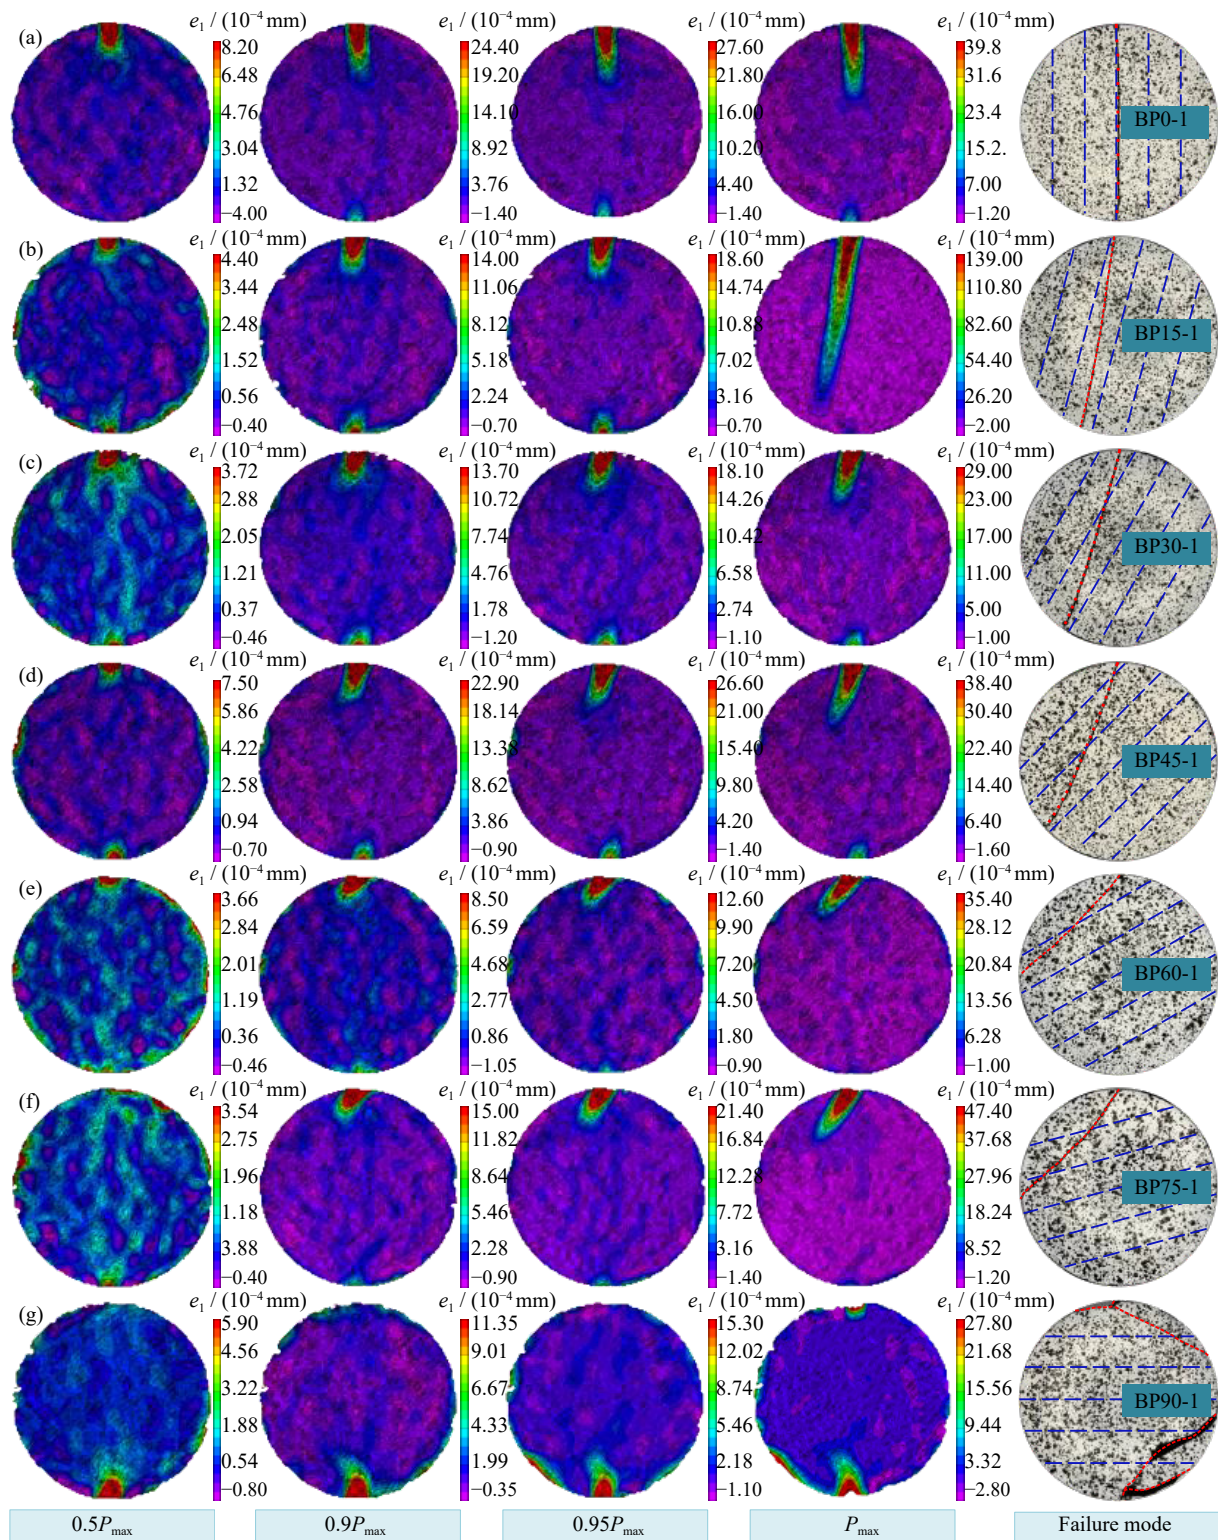 (a)
e1 / (10−4 mm) e1 / (10−4 mm) e1 / (10−4 mm) e1 / (10−4 mm)
8.20 24.40 27.60 39.8
6.48 19.20 21.80 31.6
4.76 14.10 16.00 23.4
3.04 8.92 10.20 15.2.
1.32 3.76 4.40 7.00
−4.00 −1.40 −1.40 −1.20
BP0-1
(b)
e1 / (10−4 mm) e1 / (10−4 mm) e1 / (10−4 mm) e1 / (10−4 mm)
4.40 14.00 18.60 139.00
3.44 11.06 14.74 110.80
2.48 8.12 10.88 82.60
1.52 5.18 7.02 54.40
0.56 2.24 3.16 26.20
−0.40 −0.70 −0.70 −2.00
BP15-1
(c)
e1 / (10−4 mm) e1 / (10−4 mm) e1 / (10−4 mm) e1 / (10−4 mm)
3.72 13.70 18.10 29.00
2.88 10.72 14.26 23.00
2.05 7.74 10.42 17.00
1.21 4.76 6.58 11.00
0.37 1.78 2.74 5.00
−0.46 −1.20 −1.10 −1.00
BP30-1
(d)
e1 / (10−4 mm) e1 / (10−4 mm) e1 / (10−4 mm) e1 / (10−4 mm)
7.50 22.90 26.60 38.40
5.86 18.14 21.00 30.40
4.22 13.38 15.40 22.40
2.58 8.62 9.80 14.40
0.94 3.86 4.20 6.40
−0.70 −0.90 −1.40 −1.60
BP45-1
(e)
e1 / (10−4 mm) e1 / (10−4 mm) e1 / (10−4 mm) e1 / (10−4 mm)
3.66 8.50 12.60 35.40
2.84 6.59 9.90 28.12
2.01 4.68 7.20 20.84
1.19 2.77 4.50 13.56
0.36 0.86 1.80 6.28
−0.46 −1.05 −0.90 −1.00
BP60-1
(f)
e1 / (10−4 mm) e1 / (10−4 mm) e1 / (10−4 mm) e1 / (10−4 mm)
3.54 15.00 21.40 47.40
2.75 11.82 16.84 37.68
1.96 8.64 12.28 27.96
1.18 5.46 7.72 18.24
3.88 2.28 3.16 8.52
−0.40 −0.90 −1.40 −1.20
BP75-1
(g)
e1 / (10−4 mm) e1 / (10−4 mm) e1 / (10−4 mm) e1 / (10−4 mm)
5.90 11.35 15.30 27.80
4.56 9.01 12.02 21.68
3.22 6.67 8.74 15.56
1.88 4.33 5.46 9.44
0.54 1.99 2.18 3.32
−0.80 −0.35 −1.10 −2.80
BP90-1
0.5Pmax 0.9Pmax 0.95Pmax Pmax Failure mode